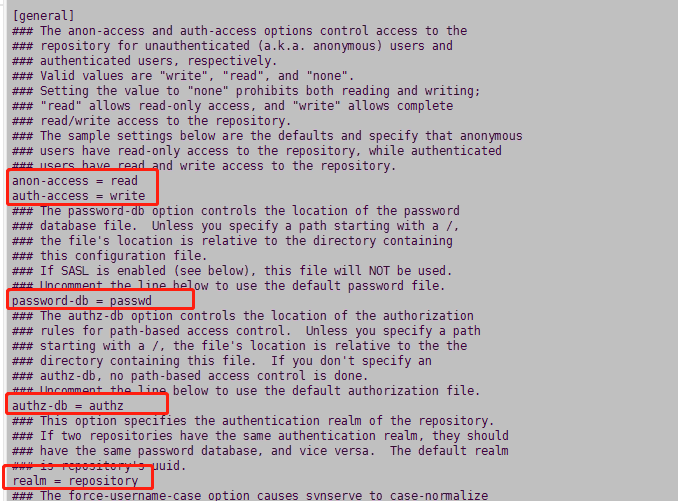 [general]
### The anon-access and auth-access options control access to the
### repository for unauthenticated (a.k.a. anonymous) users and
### authenticated users, respectively.
### Valid values are "write", "read", and "none".
### Setting the value to "none" prohibits both reading and writing;
### "read" allows read-only access, and "write" allows complete
### read/write access to the repository.
### The sample settings below are the defaults and specify that anonymous
### users have read-only access to the repository, while authenticated
### users have read and write access to the repository.
anon-access = read
auth-access = write
### The password-db option controls the location of the password
### database file.  Unless you specify a path starting with a /,
### the file's location is relative to the directory containing
### this configuration file.
### If SASL is enabled (see below), this file will NOT be used.
### Uncomment the line below to use the default password file.
password-db = passwd
### The authz-db option controls the location of the authorization
### rules for path-based access control.  Unless you specify a path
### starting with a /, the file's location is relative to the the
### directory containing this file.  If you don't specify an
### authz-db, no path-based access control is done.
### Uncomment the line below to use the default authorization file.
authz-db = authz
### This option specifies the authentication realm of the repository.
### If two repositories have the same authentication realm, they should
### have the same password database, and vice versa.  The default realm
### is repository's uuid.
realm = repository
### The force-username-case option causes svnserve to case-normalize